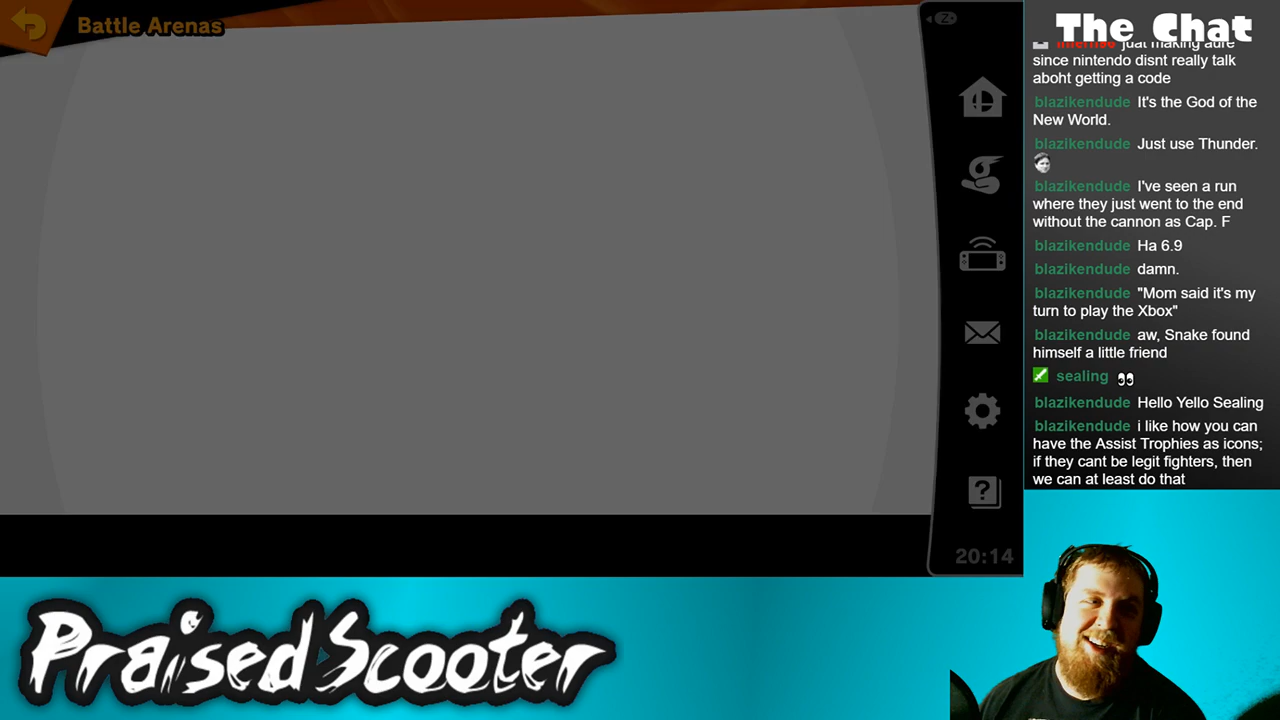 Battle Arenas
Z
20:14
The Chat
just making aure
since nintendo disnt really talk
aboht getting a code
blazikendude It's the God of the
New World.
blazikendude Just use Thunder.
blazikendude I've seen a run
where they just went to the end
without the cannon as Cap. F
blazikendude Ha 6.9
blazikendude damn.
blazikendude "Mom said it's my
turn to play the Xbox"
blazikendude aw, Snake found
himself a little friend
sealing
blazikendude Hello Yello Sealing
blazikendude i like how you can
have the Assist Trophies as icons;
if they cant be legit fighters, then
we can at least do that
PraisedScooter